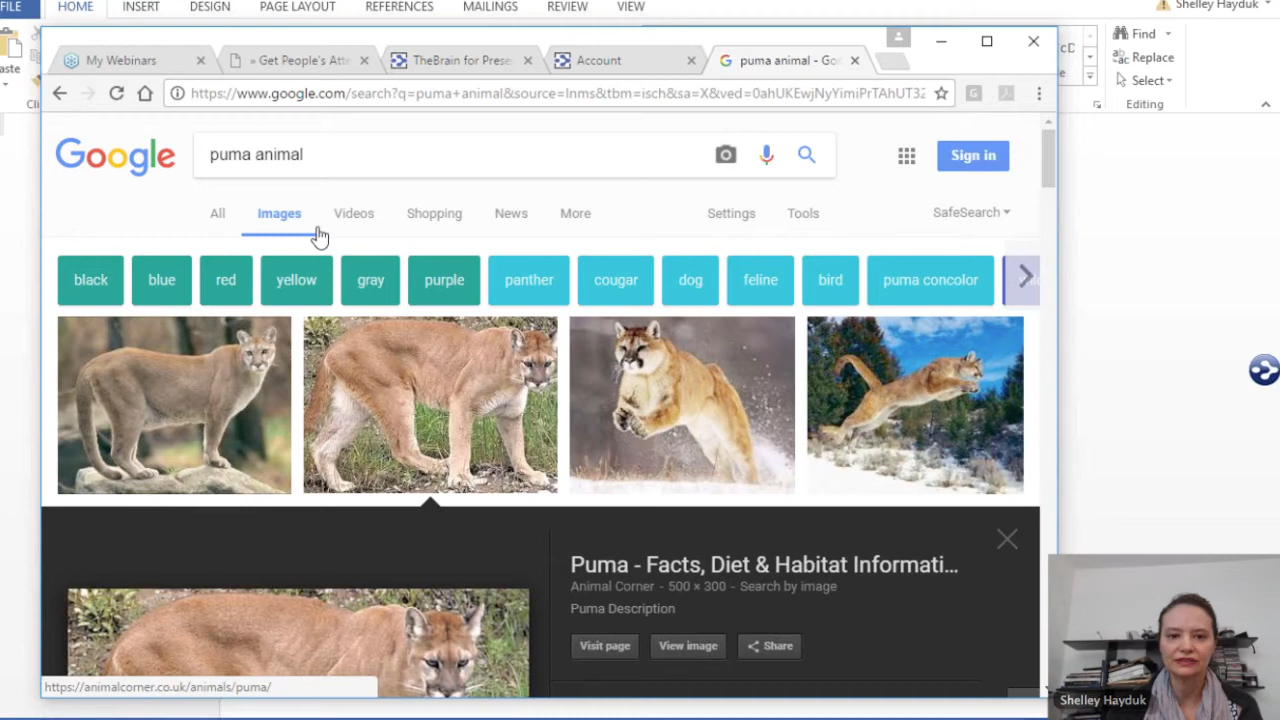 FILE HOME INSERT DESIGN PAGE LAYOUT REFERENCES MAILINGS REVIEW VIEW Shelley Hayduk
Find
Replace
Select
Editing
My Webinars » Get People's Att TheBrain for Prese Account puma animal - Go
https://www.google.com/search?q=puma+animal&source=lnms&tbm=isch&sa=X&ved=0ahUKEwjNyYimiPrTAhUT32
Google puma animal Sign in
All Images Videos Shopping News More Settings Tools SafeSearch
black blue red yellow gray purple panther cougar dog feline bird puma concolor
Puma - Facts, Diet & Habitat Informati...
Animal Corner - 500 × 300 - Search by image
Puma Description
Visit page View image Share
https://animalcorner.co.uk/animals/puma/
Shelley Hayduk